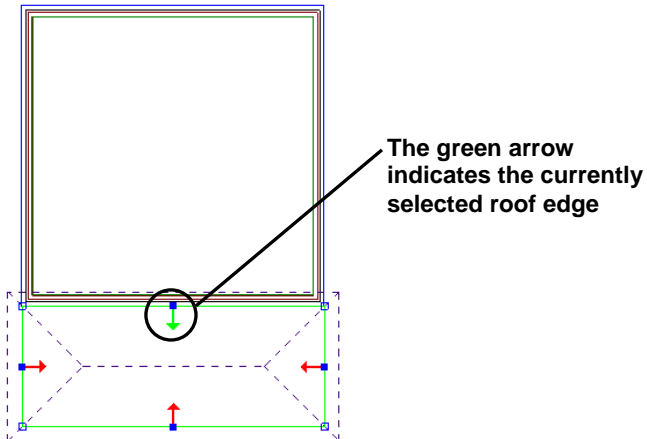 The green arrow
indicates the currently
selected roof edge